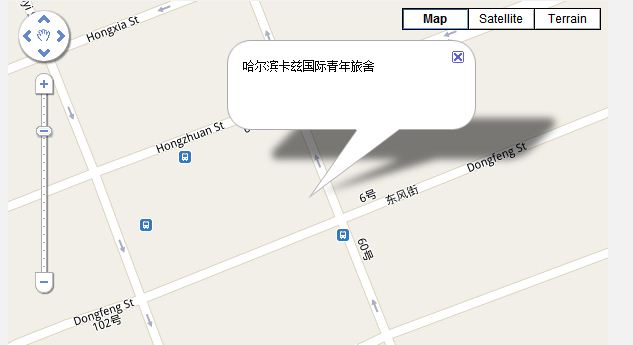 Hongxia St
Map
Satellite
Terrain
哈尔滨卡兹国际青年旅舍
Hongzhuan St
Dongfeng St
6号
东风街
60号
Dongfeng St
102号